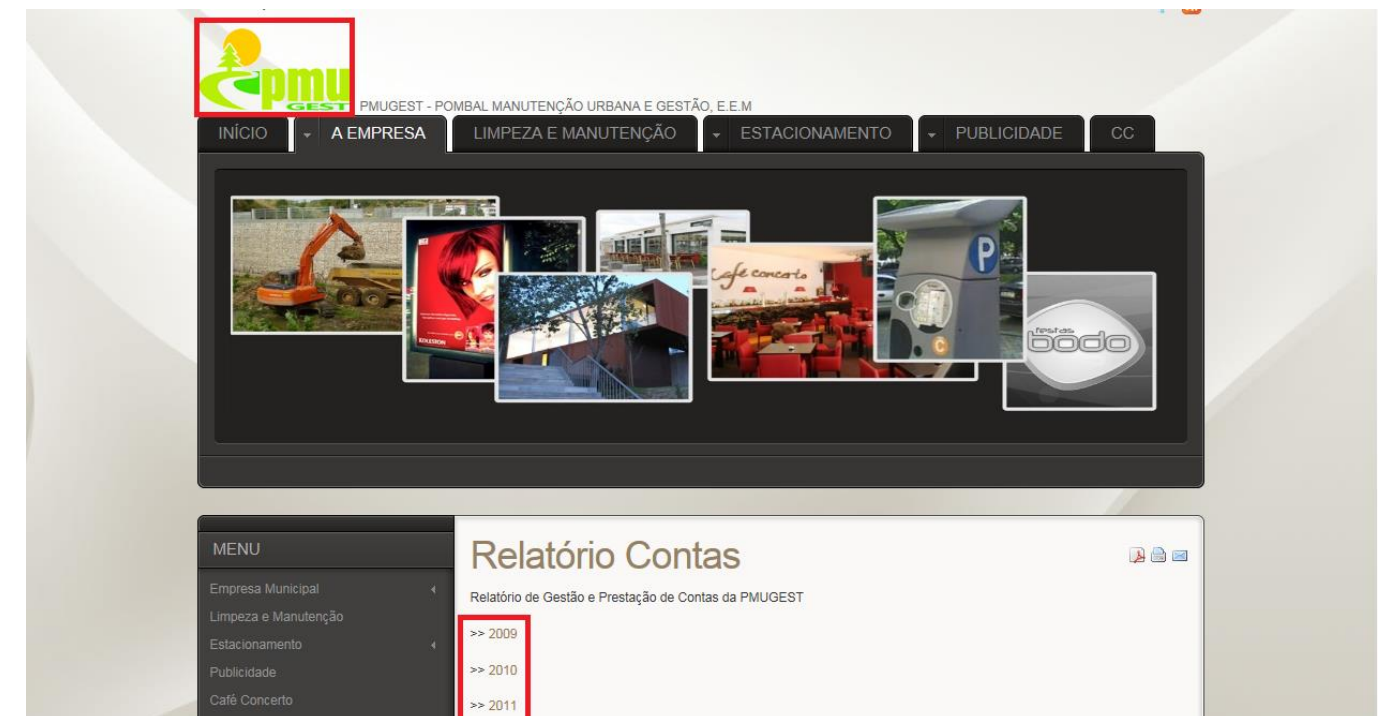 pmu
GEST
PMUGEST - POMBAL MANUTENÇÃO URBANA E GESTÃO, E.E.M
INÍCIO
A EMPRESA
LIMPEZA E MANUTENÇÃO
ESTACIONAMENTO
PUBLICIDADE
CC
café concerto
P
C
KOLESTON
festas
bodo
MENU
Empresa Municipal
Limpeza e Manutenção
Estacionamento
Publicidade
Café Concerto
Relatório Contas
Relatório de Gestão e Prestação de Contas da PMUGEST
>> 2009
>> 2010
>> 2011